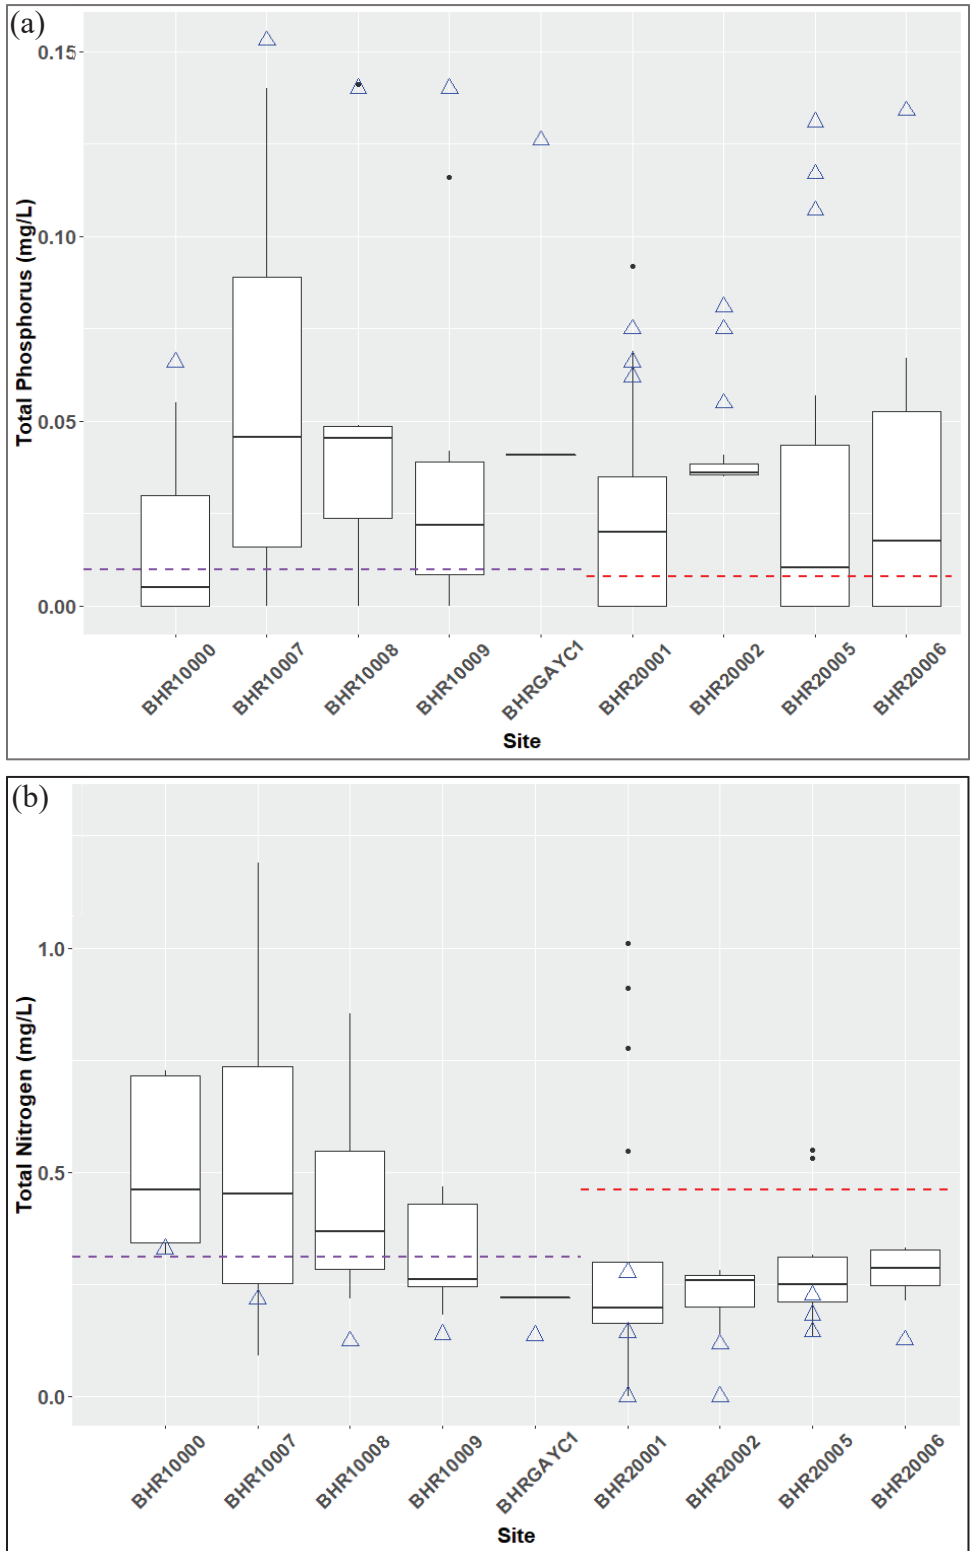 (a)
Total Phosphorus (mg/L)
0.15
0.10
0.05
0.00
BHR10000
BHR10007
BHR10008
BHR10009
BHRGAYC1
BHR20001
BHR20002
BHR20005
BHR20006
Site
(b)
Total Nitrogen (mg/L)
1.0
0.5
0.0
BHR10000
BHR10007
BHR10008
BHR10009
BHRGAYC1
BHR20001
BHR20002
BHR20005
BHR20006
Site